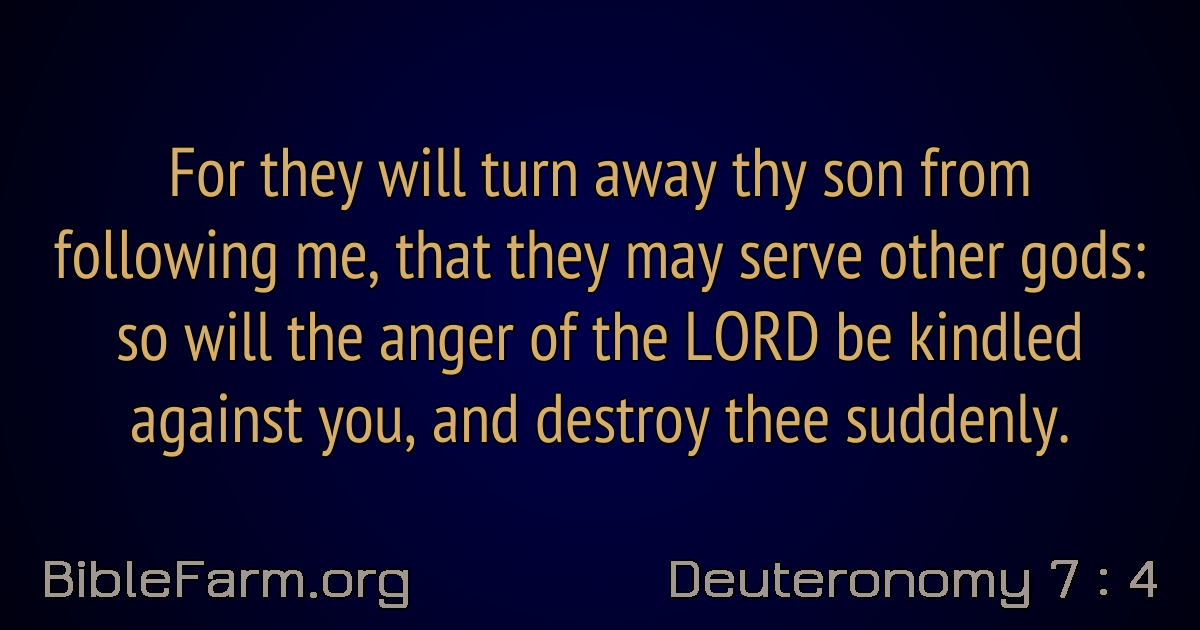 For they will turn away thy son from
following me, that they may serve other gods:
so will the anger of the LORD be kindled
against you, and destroy thee suddenly.
BibleFarm.org
Deuteronomy 7 : 4